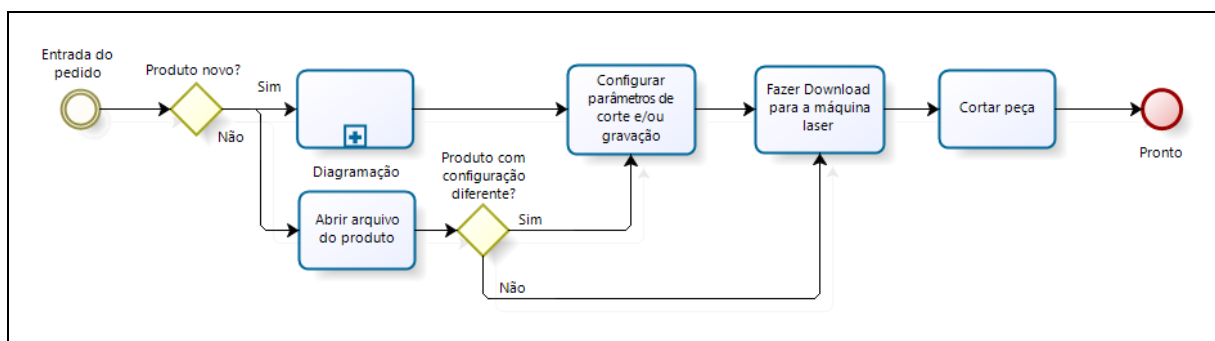 Entrada do
pedido
Produto novo?
Sim
Não
Diagramação
Abrir arquivo
do produto
Produto com
configuração
diferente?
Sim
Não
Configurar
parâmetros de
corte e/ou
gravação
Fazer Download
para a máquina
laser
Cortar peça
Pronto